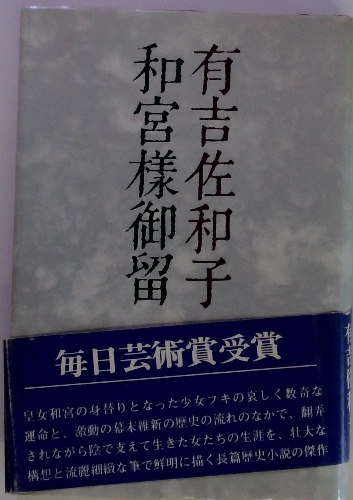 有吉佐和子
和宮様御留
毎日芸術賞受賞
皇女和宮の身替りとなった少女フキの哀しく数奇な
運命と、激動の幕末維新の歴史の流れのなかで、翻弄
されながら陰で支えて生きた女たちの生涯を、壮大な
構想と流麗細緻な筆で鮮明に描く長篇歴史小説の傑作